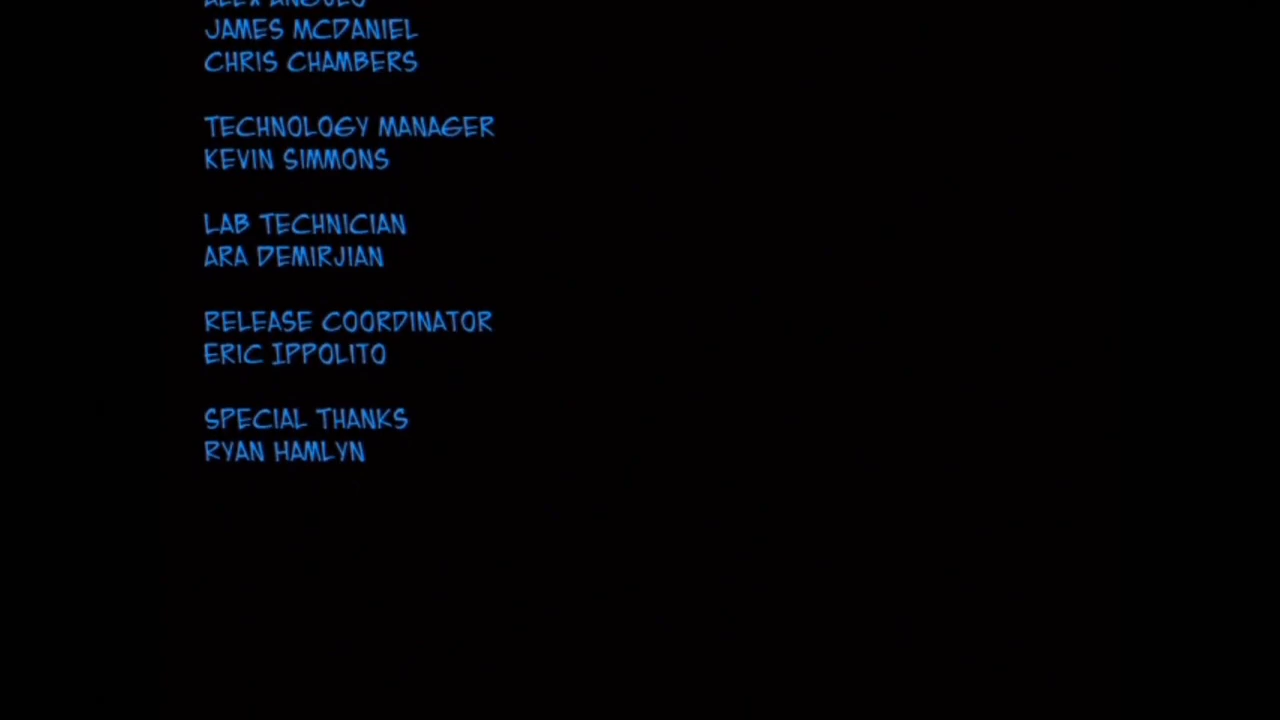 JAMES MCDANIEL
CHRIS CHAMBERS
TECHNOLOGY MANAGER
KEVIN SIMMONS
LAB TECHNICIAN
ARA DEMIRJIAN
RELEASE COORDINATOR
ERIC IPPOLITO
SPECIAL THANKS
RYAN HAMLYN